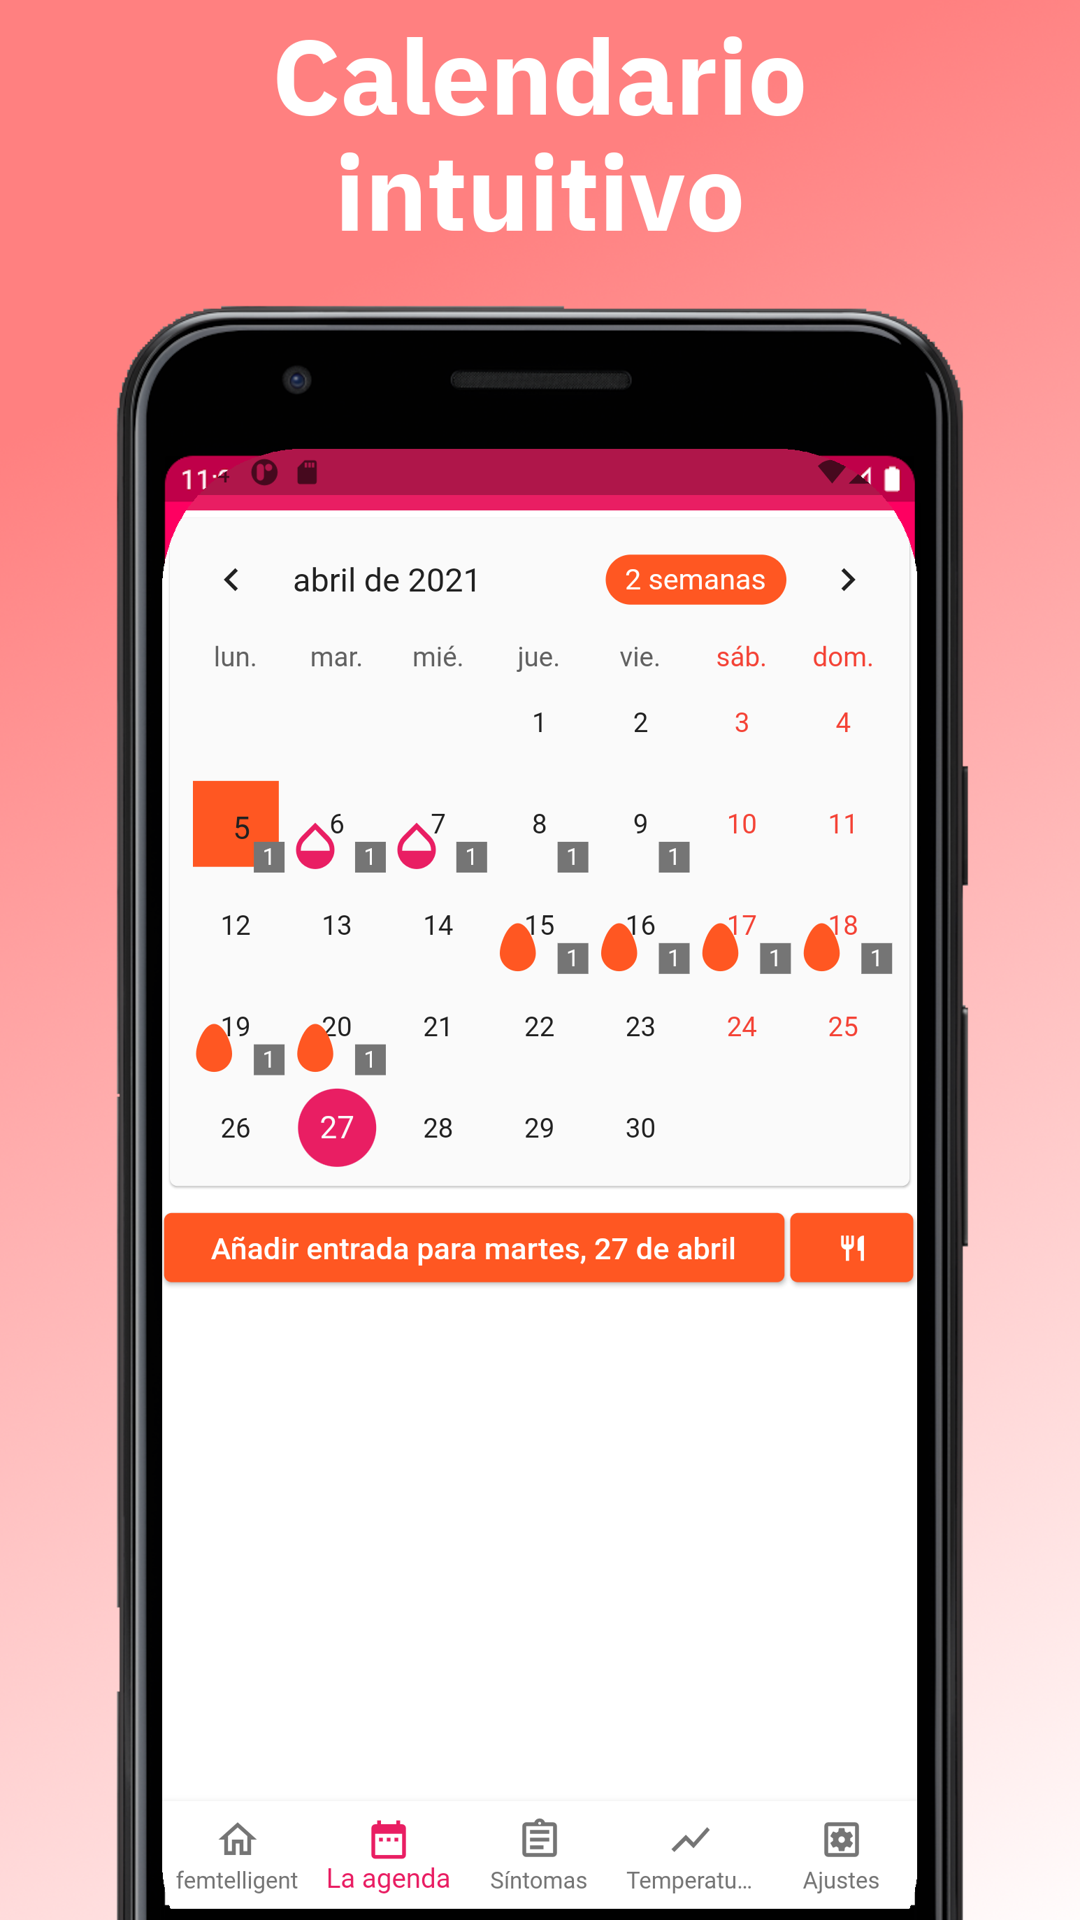 Calendario
intuitivo
abril de 2021
2 semanas
lun. mar. mié. jue. vie. sáb. dom.
1 2 3 4
5 6 7 8 9 10 11
1 1 1 1 1
12 13 14 15 16 17 18
1 1 1 1
19 20 21 22 23 24 25
1 1
26 27 28 29 30
Añadir entrada para martes, 27 de abril
femtelligent La agenda Síntomas Temperatu... Ajustes